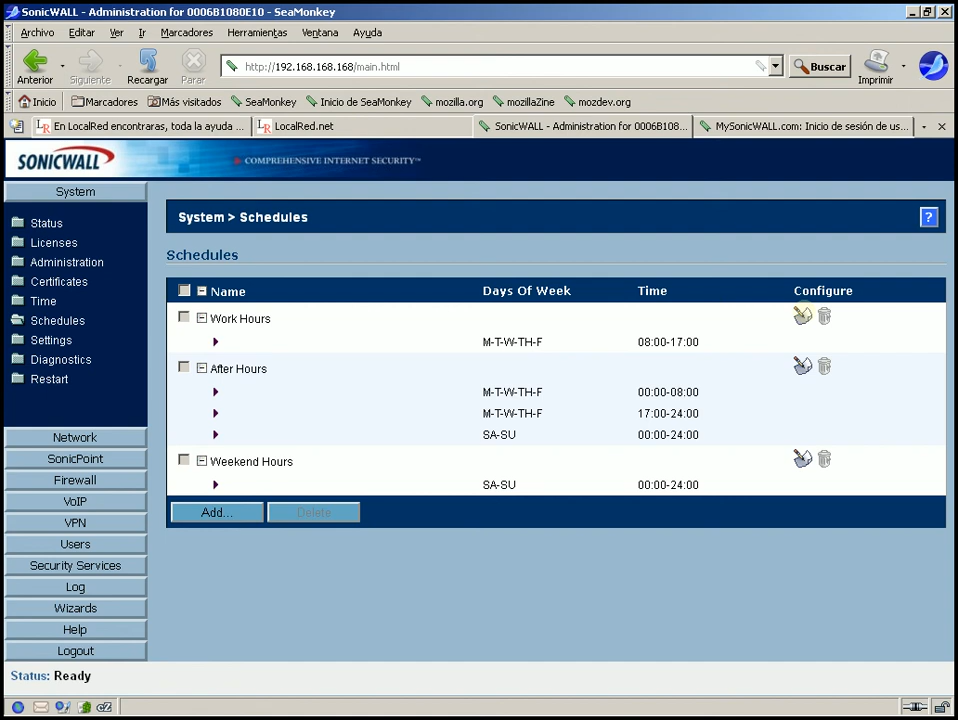 SonicWALL - Administration for 0006B1080E10 - SeaMonkey
Archivo Editar Ver Ir Marcadores Herramientas Ventana Ayuda
Anterior Siguiente Recargar Parar http://192.168.168.168/main.html Buscar Imprimir
Inicio Marcadores Más visitados SeaMonkey Inicio de SeaMonkey mozilla.org mozillaZine mozdev.org
LR En LocalRed encontraras, toda la ayuda ... LR LocalRed.net SonicWALL - Administration for 0006B108... MySonicWALL.com: Inicio de sesión de us...
SONICWALL COMPREHENSIVE INTERNET SECURITY™
System
Status
Licenses
Administration
Certificates
Time
Schedules
Settings
Diagnostics
Restart
Network
SonicPoint
Firewall
VoIP
VPN
Users
Security Services
Log
Wizards
Help
Logout
System > Schedules ?
Schedules
Name Days Of Week Time Configure
Work Hours
M-T-W-TH-F 08:00-17:00
After Hours
M-T-W-TH-F 00:00-08:00
M-T-W-TH-F 17:00-24:00
SA-SU 00:00-24:00
Weekend Hours
SA-SU 00:00-24:00
Add... Delete
Status: Ready